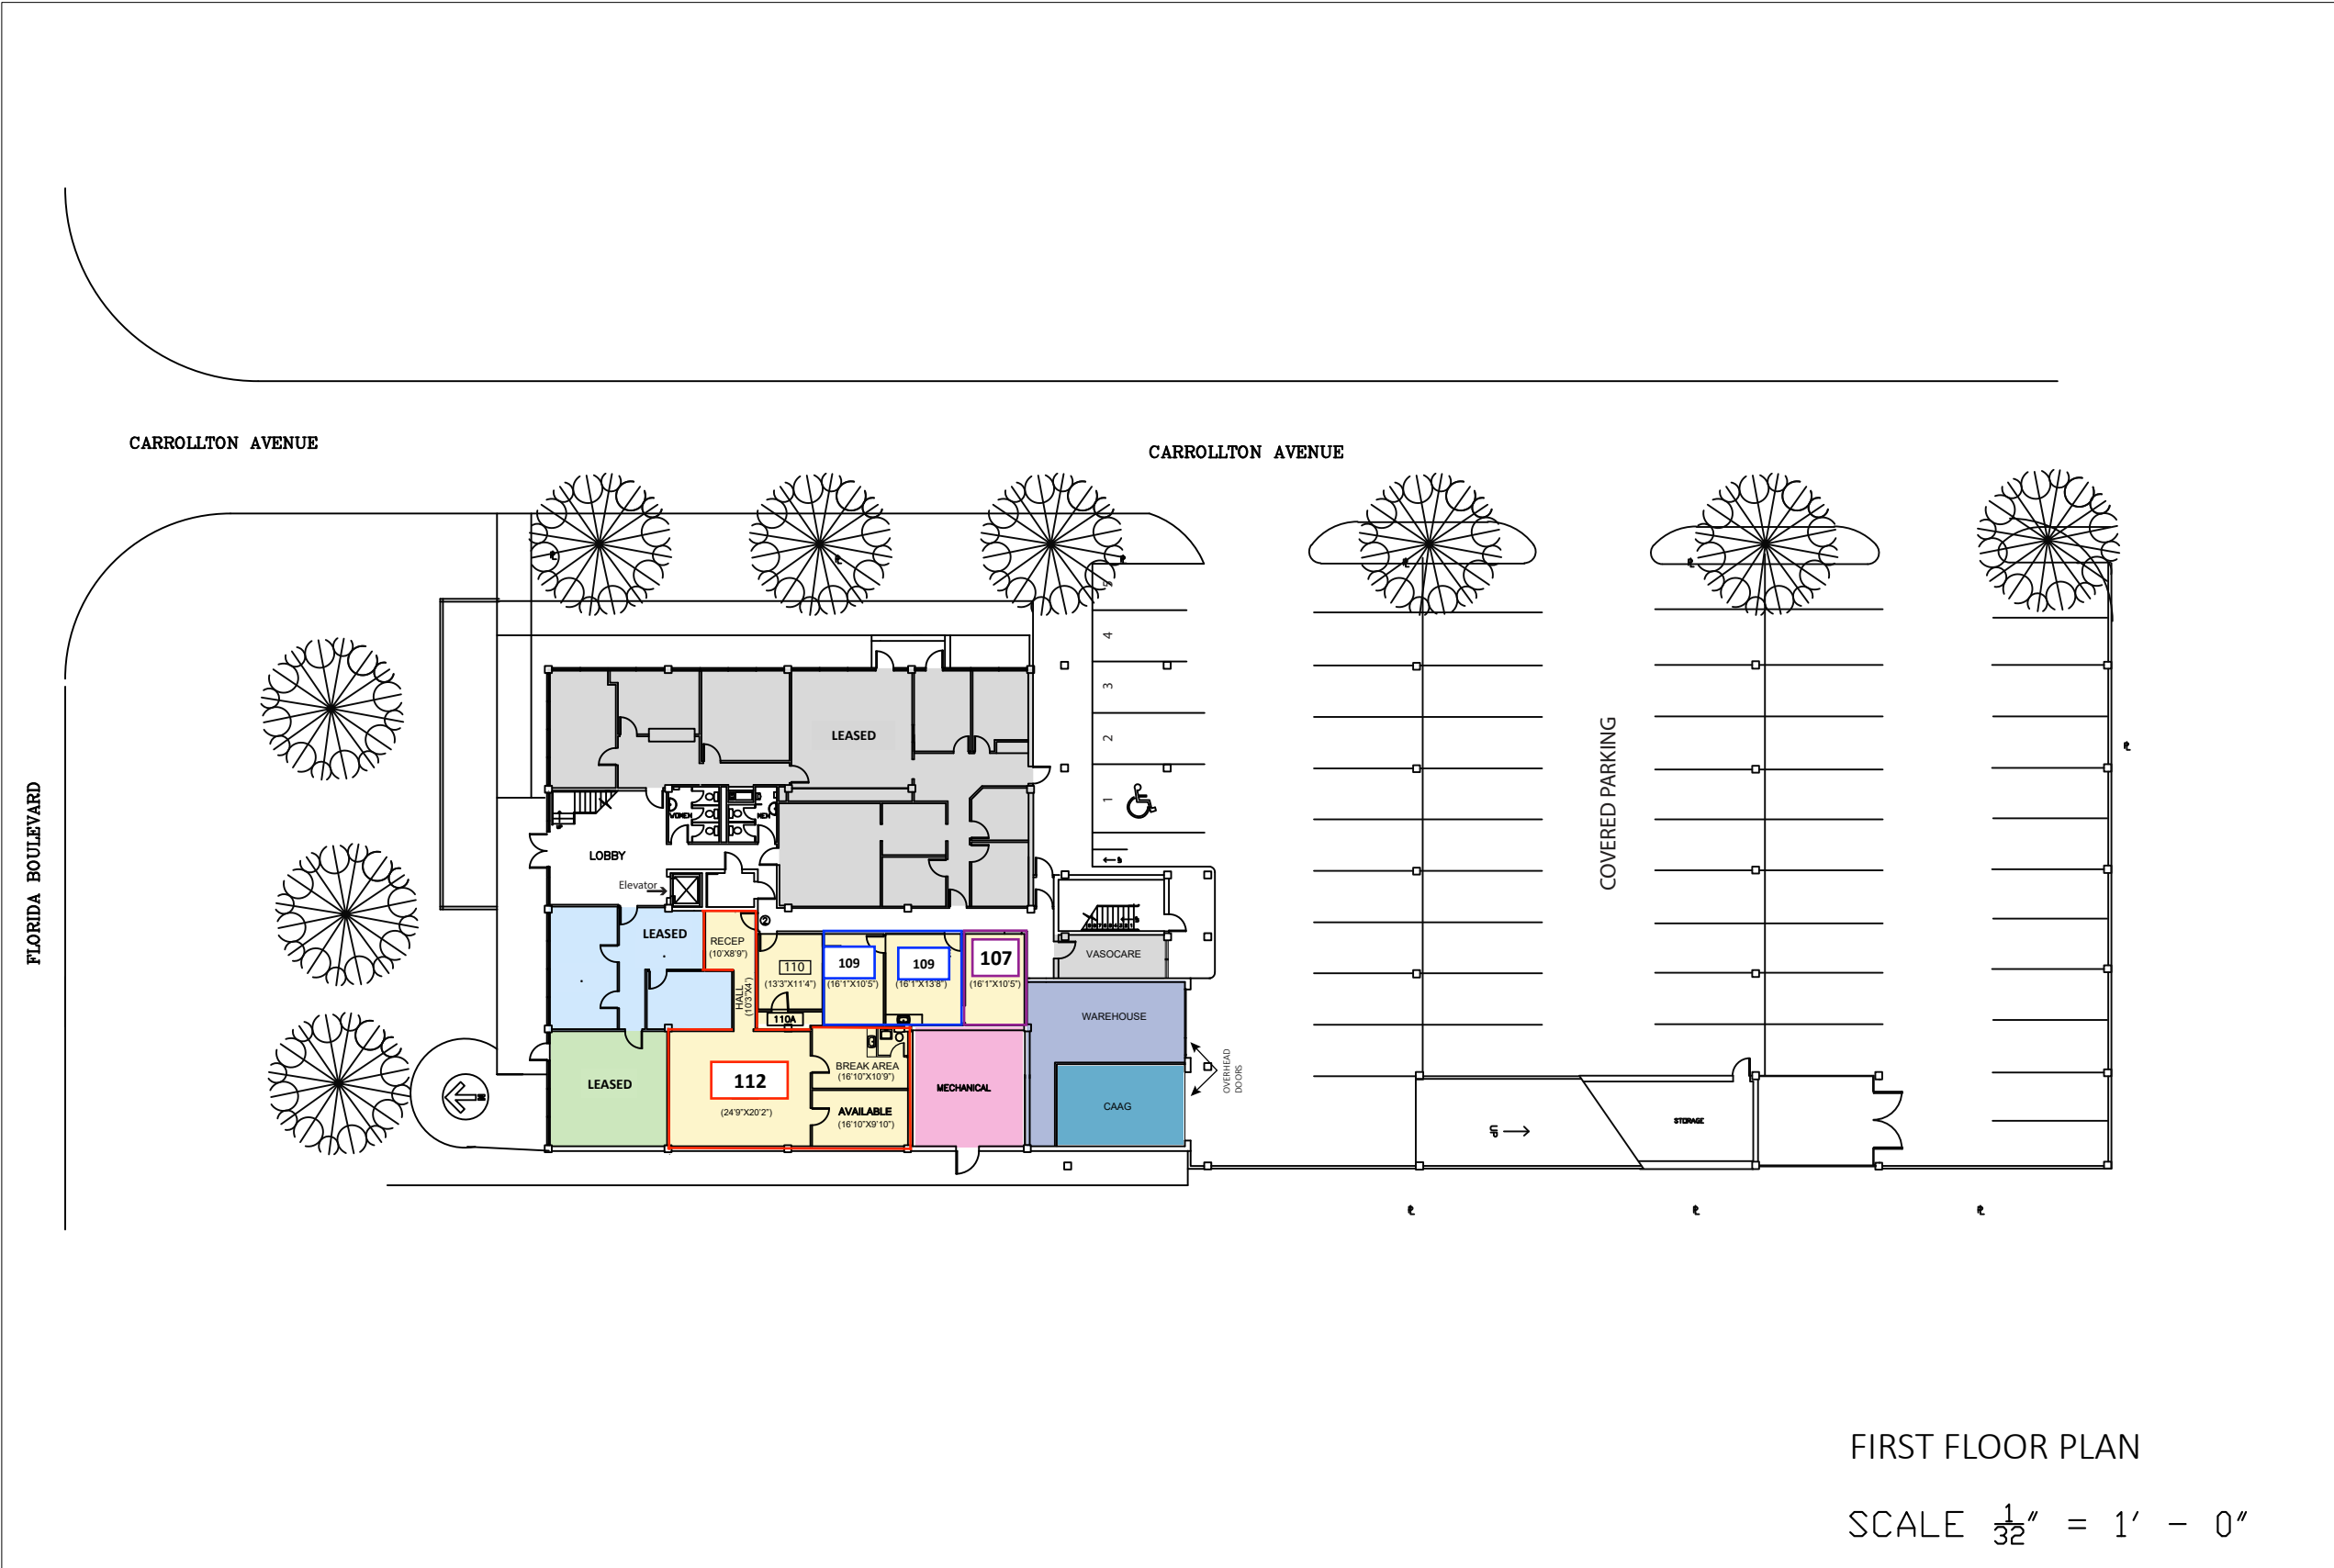 CARROLLTON AVENUE
CARROLLTON AVENUE
FLORIDA BOULEVARD
5
4
3
2
1
COVERED PARKING
LEASED
WOMEN
MEN
LOBBY
Elevator
LEASED
RECEP
(10'X8'9")
2
HALL
(10'3"X4')
110
(13'3"X11'4")
110A
109
(16'1"X10'5")
109
(16'1"X13'8")
107
(16'1"X10'5")
VASOCARE
WAREHOUSE
OVERHEAD
DOORS
LEASED
112
(24'9"X20'2")
BREAK AREA
(16'10"X10'9")
AVAILABLE
(16'10"X9'10")
MECHANICAL
CAAG
N
UP
STORAGE
FIRST FLOOR PLAN
SCALE 1/32" = 1' - 0"